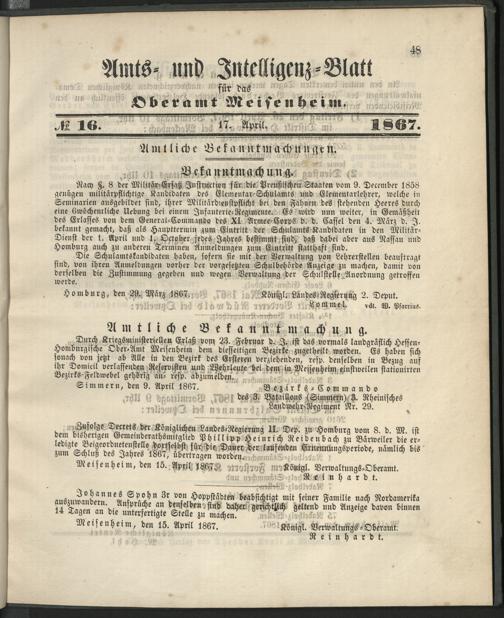 48
Amts- und Intelligenz-Blatt
für das
Oberamt Meisenheim.
№ 16. 17. April. 1867.
Amtliche Bekanntmachungen.
Bekanntmachung.
Nach §. 8 der Militär-Ersatz Instruction für die Preußischen Staaten vom 9. December 1858
genügen militärpflichtige Kandidaten des Elementar-Schulamts und Elementarlehrer, welche in
Seminarien ausgebildet sind, ihrer Militärdienstpflicht bei den Fahnen des stehenden Heeres durch
eine sechswöchentliche Uebung bei einem Infanterie-Regimente. Es wird nun weiter, in Gemäßheit
des Erlasses von dem General-Commando des XI. Armee-Corps d. d. Cassel den 4. März d. J.
bekannt gemacht, daß als Haupttermin zum Eintritt der Schulamts-Kandidaten in den Militär-
Dienst der 1. April und 1. October jedes Jahres bestimmt sind, daß dabei aber aus Nassau und
Homburg auch zu anderen Terminen Anmeldungen zum Eintritt statthaft sind.
Die Schulamtskandidaten haben, sofern sie mit der Verwaltung von Lehrerstellen beauftragt
sind, von ihren Anmeldungen vorher der vorgesetzten Schulbehörde Anzeige zu machen, damit von
derselben die Zustimmung gegeben und wegen Verwaltung der Schulstelle Anordnung getroffen
werde.
Homburg, den 29. März 1867. Königl. Landes-Regierung 2. Deput.
vdt. W.
Amtliche Bekanntmachung.
Durch Kriegsministeriellen Erlaß vom 23. Februar d. J. ist das vormals landgräflich Hessen-
Homburgische Ober-Amt Meisenheim dem diesseitigen Bezirke zugetheilt worden. Es haben sich
sonach von jetzt ab Alle in den Bezirk des Ersteren verziehenden, resp. denselben in Bezug auf
ihr Domicil verlassenden Reservisten und Wehrleute bei dem in Meisenheim einstweilen stationirten
Bezirks-Feldwebel gehörig an- resp. abzumelden.
Simmern, den 9. April 1867. Bezirks-Commando
des 3. Bataillons (Simmern) 3. Rheinisches
Landwehr-Regiment Nr. 29.
Zufolge Decrets der Königlichen Landes-Regierung II. Dep. zu Homburg vom 8. d. M. ist
dem bisherigen Gemeinderathsmitglied Phillipp Heinrich Reidenbach zu Bärweiler die er-
ledigte Beigeordnetenstelle für die Dauer der laufenden Ernennungsperiode, nämlich bis
zum Schluß des Jahres 1867, übertragen worden.
Meisenheim, den 15. April 1867. Königl. Verwaltungs-Oberamt.
Reinhardt.
Johannes Spohn 3r von Hoppstädten beabsichtigt mit seiner Familie nach Nordamerika
auszuwandern. Ansprüche an denselben sind daher gerichtlich geltend und Anzeige davon binnen
14 Tagen an die unterfertigte Stelle zu machen.
Meisenheim, den 15. April 1867. Königl. Verwaltungs-Oberamt.
Reinhardt.